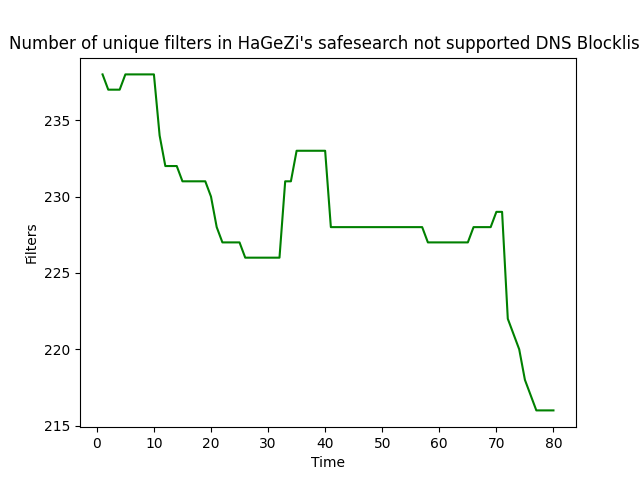 Number of unique filters in HaGeZi's safesearch not supported DNS Blocklis
Filters
235
230
225
220
215
0 10 20 30 40 50 60 70 80
Time